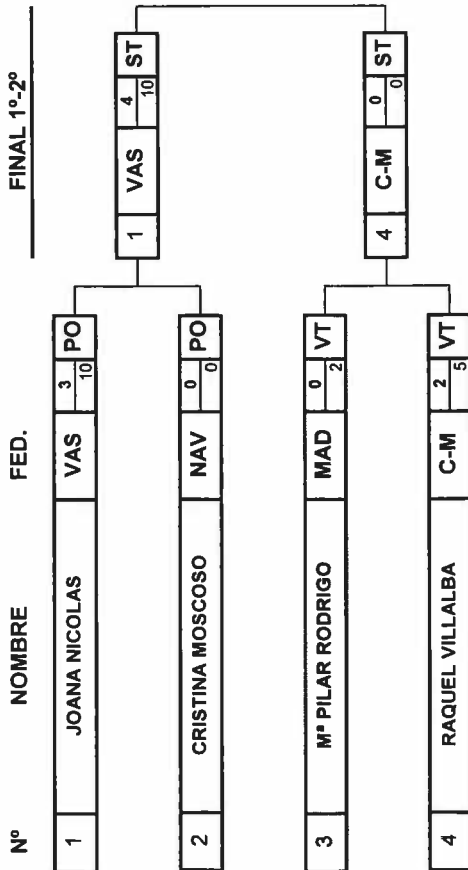 Nº NOMBRE FED. FINAL 1º-2º
1 JOANA NICOLAS VAS 3 10 PO
1 VAS 4 10 ST
2 CRISTINA MOSCOSO NAV 0 0 PO
3 Mª PILAR RODRIGO MAD 0 2 VT
4 C-M 0 0 ST
4 RAQUEL VILLALBA C-M 2 5 VT